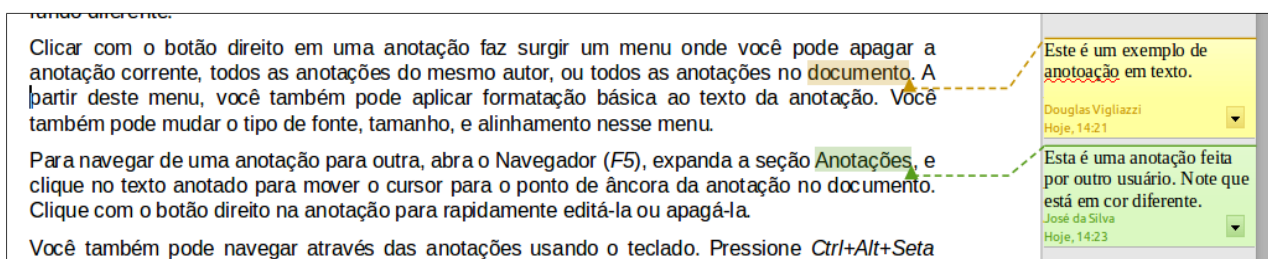 fundo diferente.
Clicar com o botão direito em uma anotação faz surgir um menu onde você pode apagar a
anotação corrente, todos as anotações do mesmo autor, ou todos as anotações no documento. A
partir deste menu, você também pode aplicar formatação básica ao texto da anotação. Você
também pode mudar o tipo de fonte, tamanho, e alinhamento nesse menu.
Para navegar de uma anotação para outra, abra o Navegador (F5), expanda a seção Anotações, e
clique no texto anotado para mover o cursor para o ponto de âncora da anotação no documento.
Clique com o botão direito na anotação para rapidamente editá-la ou apagá-la.
Você também pode navegar através das anotações usando o teclado. Pressione Ctrl+Alt+Seta
Este é um exemplo de
anotoação em texto.
Douglas Vigliazzi
Hoje, 14:21
Esta é uma anotação feita
por outro usuário. Note que
está em cor diferente.
José da Silva
Hoje, 14:23